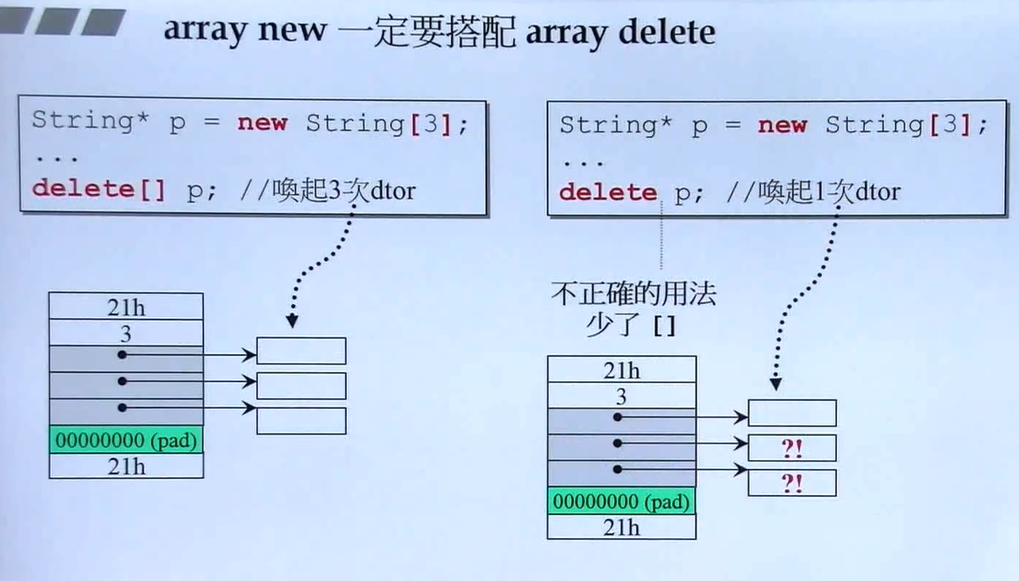 array new 一定要搭配 array delete
String* p = new String[3];
...
delete[] p; //喚起3次dtor
21h
3
00000000 (pad)
21h
String* p = new String[3];
...
delete p; //喚起1次dtor
不正確的用法
少了 []
21h
3
?!
?!
00000000 (pad)
21h